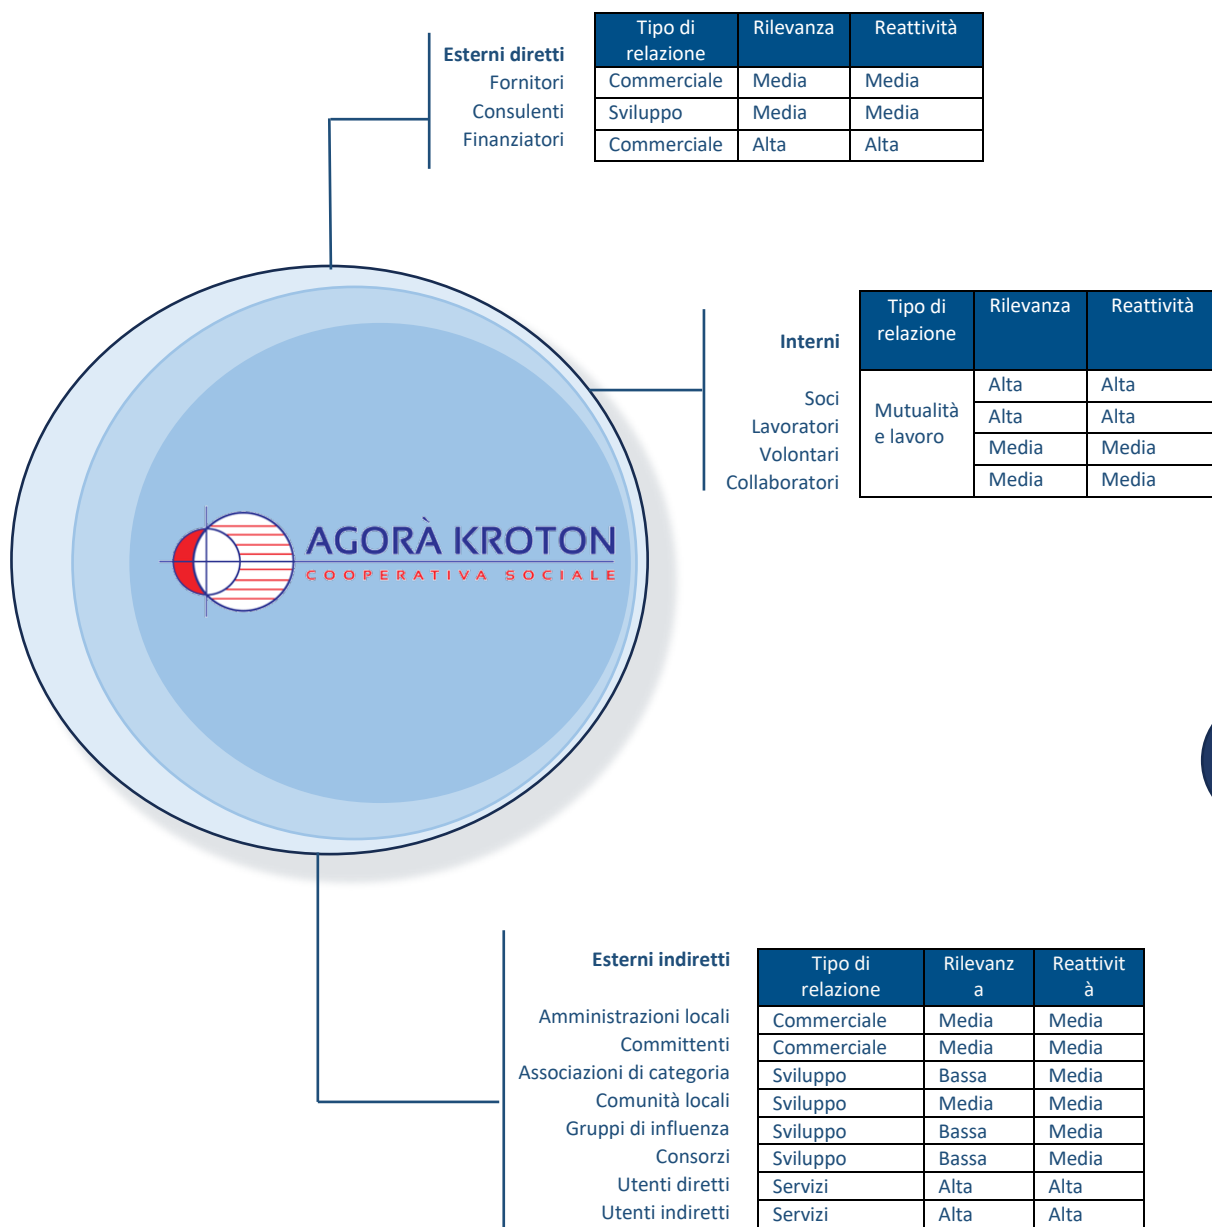 Esterni diretti
Fornitori
Consulenti
Finanziatori
Tipo di relazione Rilevanza Reattività
Commerciale Media Media
Sviluppo Media Media
Commerciale Alta Alta
Interni
Soci
Lavoratori
Volontari
Collaboratori
Tipo di relazione Rilevanza Reattività
Mutualità e lavoro
Alta Alta
Alta Alta
Media Media
Media Media
AGORÀ KROTON
COOPERATIVA SOCIALE
Esterni indiretti
Amministrazioni locali
Committenti
Associazioni di categoria
Comunità locali
Gruppi di influenza
Consorzi
Utenti diretti
Utenti indiretti
Tipo di relazione Rilevanz a Reattivit à
Commerciale Media Media
Commerciale Media Media
Sviluppo Bassa Media
Sviluppo Media Media
Sviluppo Bassa Media
Sviluppo Bassa Media
Servizi Alta Alta
Servizi Alta Alta